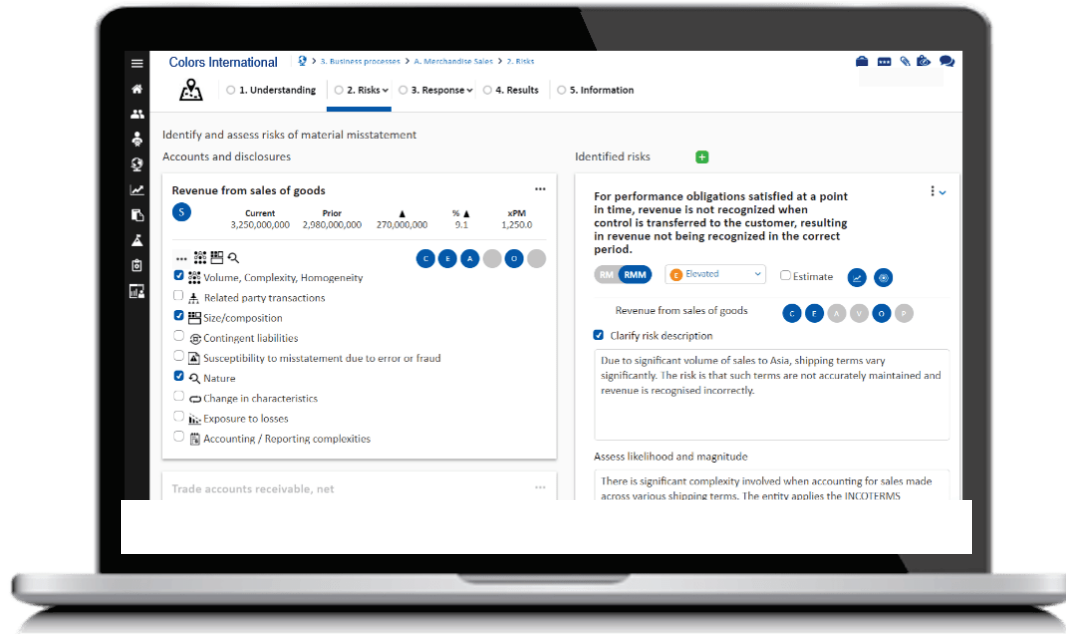 Colors International
3. Business processes > A. Merchandise Sales > 2. Risks
1. Understanding
2. Risks
3. Response
4. Results
5. Information
Identify and assess risks of material misstatement
Accounts and disclosures
Revenue from sales of goods
S
Current Prior ▲ % ▲ xPM
3,250,000,000 2,980,000,000 270,000,000 9.1 1,250.0
C E A O
Volume, Complexity, Homogeneity
Related party transactions
Size/composition
Contingent liabilities
Susceptibility to misstatement due to error or fraud
Nature
Change in characteristics
Exposure to losses
Accounting / Reporting complexities
Trade accounts receivable, net
Identified risks
For performance obligations satisfied at a point
in time, revenue is not recognized when
control is transferred to the customer, resulting
in revenue not being recognized in the correct
period.
RM RMM E Elevated Estimate
Revenue from sales of goods C E A V O P
Clarify risk description
Due to significant volume of sales to Asia, shipping terms vary
significantly. The risk is that such terms are not accurately maintained and
revenue is recognised incorrectly.
Assess likelihood and magnitude
There is significant complexity involved when accounting for sales made
across various shipping terms. The entity applies the INCOTERMS